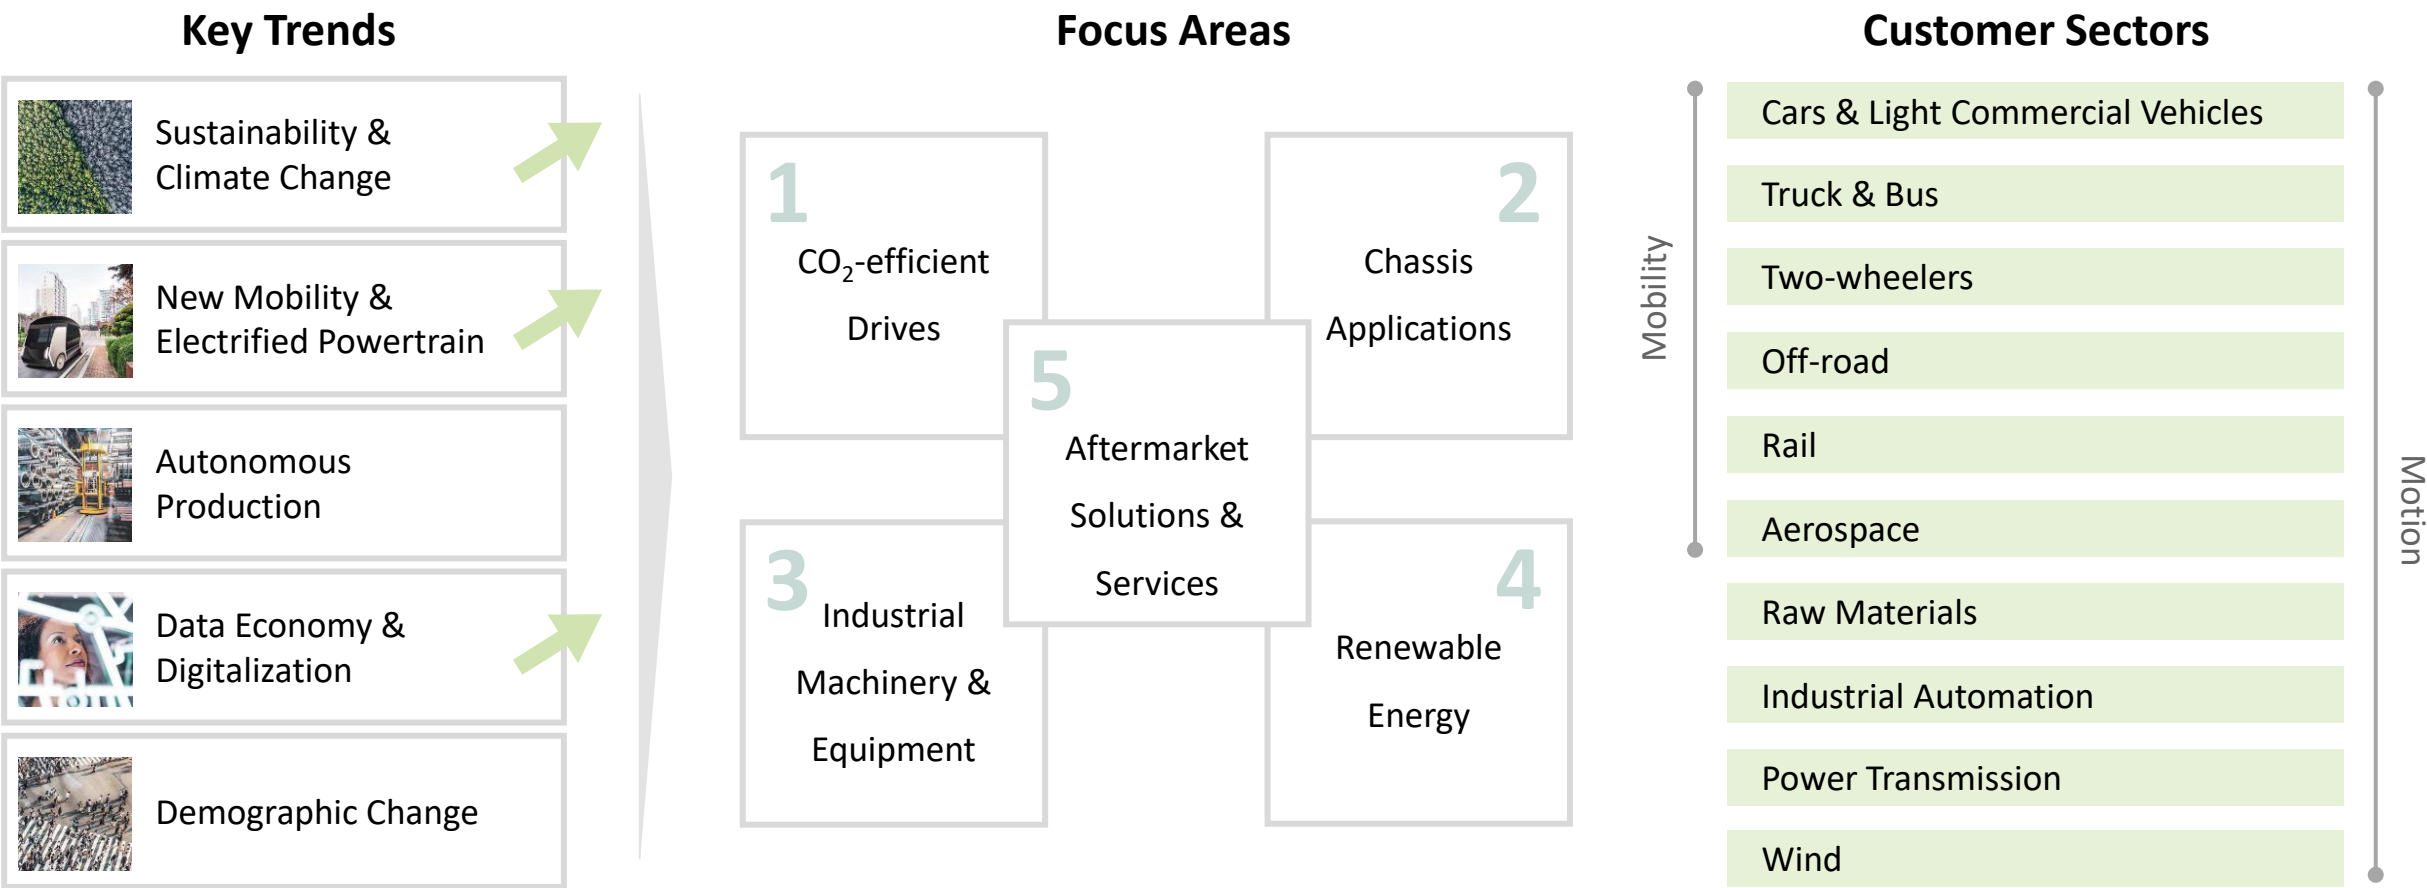 Key Trends
Sustainability &
Climate Change
New Mobility &
Electrified Powertrain
Autonomous
Production
Data Economy &
Digitalization
Demographic Change
Focus Areas
1
CO₂-efficient
Drives
2
Chassis
Applications
5
Aftermarket
Solutions &
Services
3
Industrial
Machinery &
Equipment
4
Renewable
Energy
Customer Sectors
Mobility
Cars & Light Commercial Vehicles
Truck & Bus
Two-wheelers
Off-road
Rail
Aerospace
Raw Materials
Industrial Automation
Power Transmission
Wind
Motion